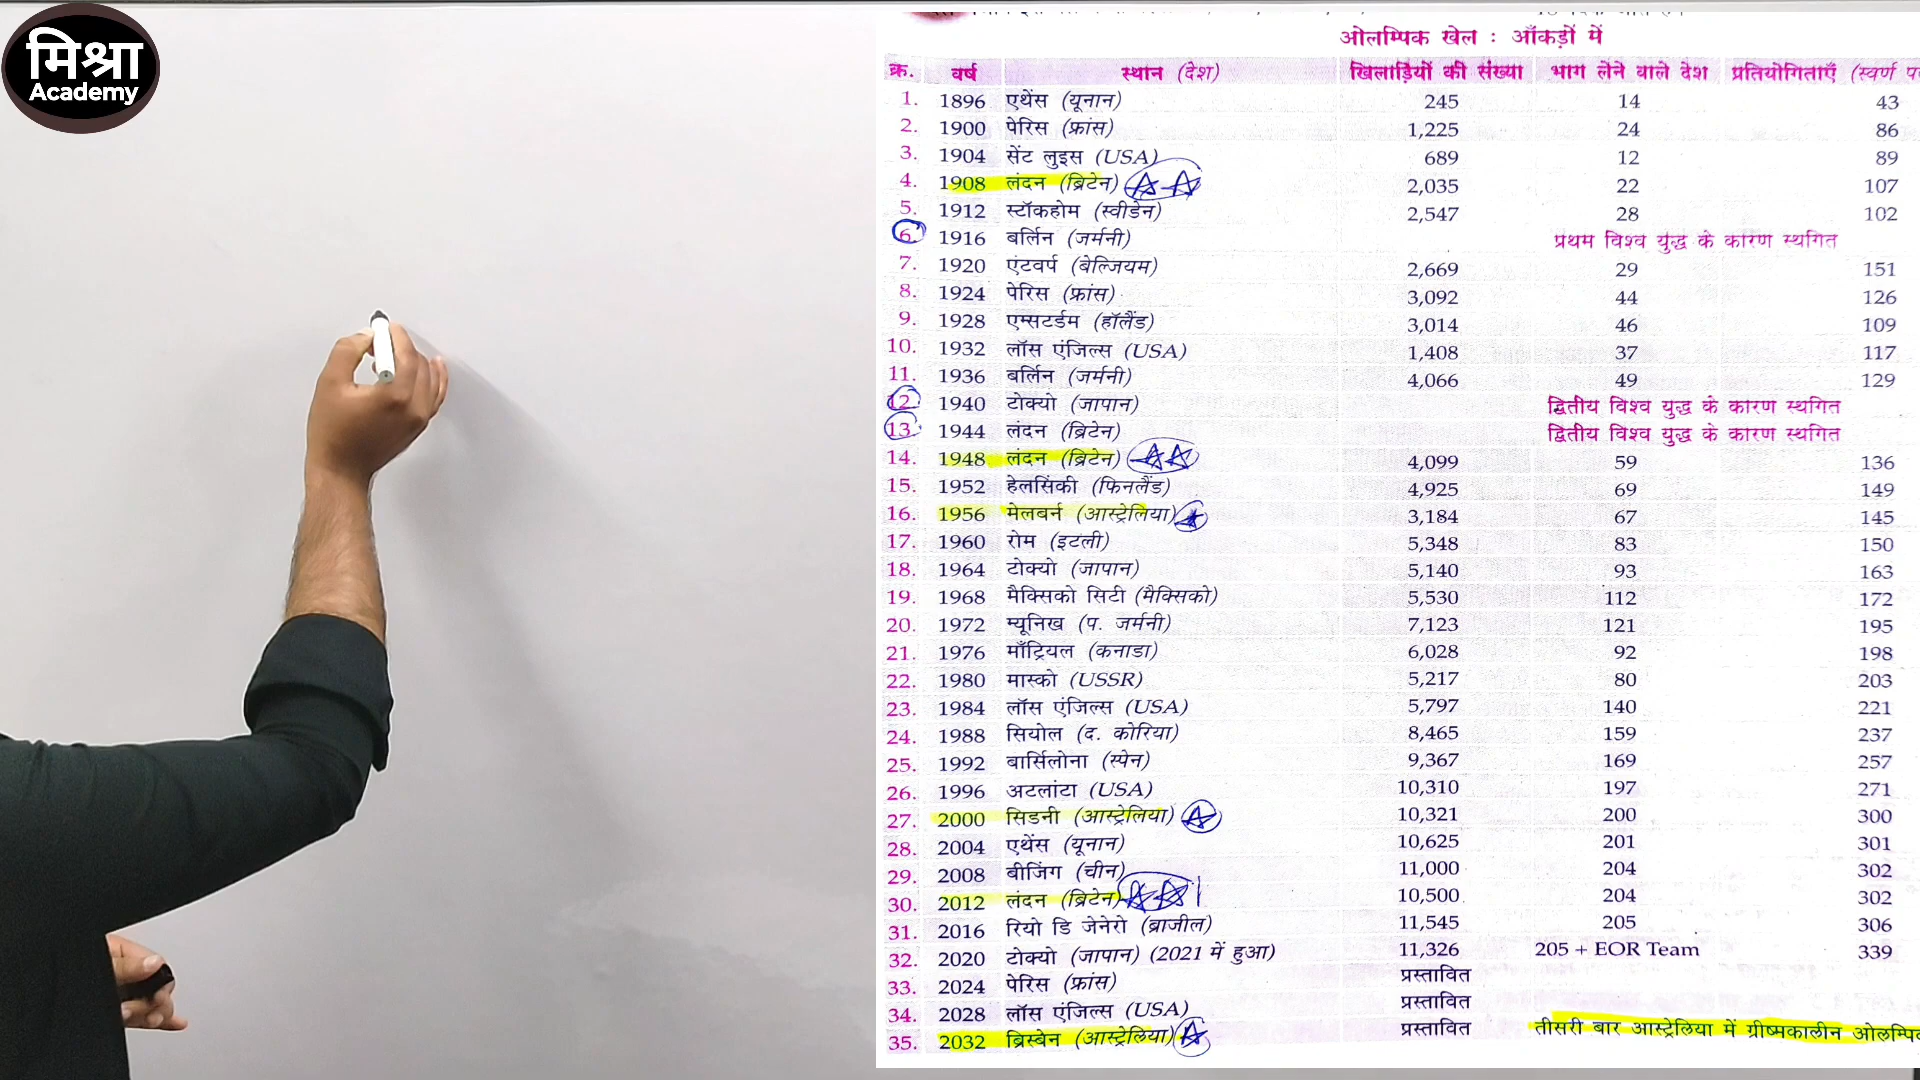 मिश्रा
Academy
ओलम्पिक खेल : आँकड़ों में
क्र. वर्ष स्थान (देश) खिलाड़ियों की संख्या भाग लेने वाले देश प्रतियोगिताएँ (स्वर्ण
1. 1896 एथेंस (यूनान) 245 14 43
2. 1900 पेरिस (फ्रांस) 1,225 24 86
3. 1904 सेंट लुइस (USA) 689 12 89
4. 1908 लंदन (ब्रिटेन) 2,035 22 107
5. 1912 स्टॉकहोम (स्वीडेन) 2,547 28 102
6. 1916 बर्लिन (जर्मनी) प्रथम विश्व युद्ध के कारण स्थगित
7. 1920 एंटवर्प (बेल्जियम) 2,669 29 151
8. 1924 पेरिस (फ्रांस) 3,092 44 126
9. 1928 एम्सटर्डम (हॉलैंड) 3,014 46 109
10. 1932 लॉस एंजिल्स (USA) 1,408 37 117
11. 1936 बर्लिन (जर्मनी) 4,066 49 129
12. 1940 टोक्यो (जापान) द्वितीय विश्व युद्ध के कारण स्थगित
13. 1944 लंदन (ब्रिटेन) द्वितीय विश्व युद्ध के कारण स्थगित
14. 1948 लंदन (ब्रिटेन) 4,099 59 136
15. 1952 हेलसिंकी (फिनलैंड) 4,925 69 149
16. 1956 मेलबर्न (आस्ट्रेलिया) 3,184 67 145
17. 1960 रोम (इटली) 5,348 83 150
18. 1964 टोक्यो (जापान) 5,140 93 163
19. 1968 मैक्सिको सिटी (मैक्सिको) 5,530 112 172
20. 1972 म्यूनिख (प. जर्मनी) 7,123 121 195
21. 1976 मॉंट्रियल (कनाडा) 6,028 92 198
22. 1980 मास्को (USSR) 5,217 80 203
23. 1984 लॉस एंजिल्स (USA) 5,797 140 221
24. 1988 सियोल (द. कोरिया) 8,465 159 237
25. 1992 बार्सिलोना (स्पेन) 9,367 169 257
26. 1996 अटलांटा (USA) 10,310 197 271
27. 2000 सिडनी (आस्ट्रेलिया) 10,321 200 300
28. 2004 एथेंस (यूनान) 10,625 201 301
29. 2008 बीजिंग (चीन) 11,000 204 302
30. 2012 लंदन (ब्रिटेन) 10,500 204 302
31. 2016 रियो डि जेनेरो (ब्राजील) 11,545 205 306
32. 2020 टोक्यो (जापान) (2021 में हुआ) 11,326 205 + EOR Team 339
33. 2024 पेरिस (फ्रांस) प्रस्तावित
34. 2028 लॉस एंजिल्स (USA) प्रस्तावित
35. 2032 ब्रिस्बेन (आस्ट्रेलिया) प्रस्तावित तीसरी बार आस्ट्रेलिया में ग्रीष्मकालीन